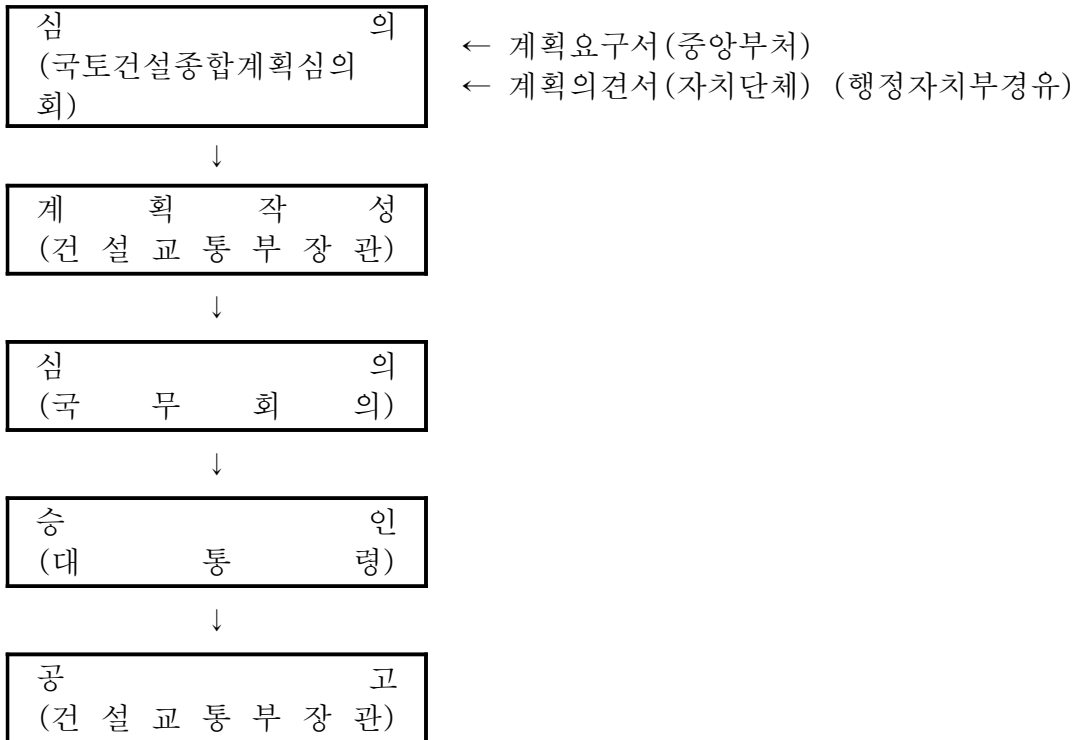 심 의
(국토건설종합계획심의
회)
← 계획요구서(중앙부처)
← 계획의견서(자치단체) (행정자치부경유)
↓
계 획 작 성
(건 설 교 통 부 장 관)
↓
심 의
(국 무 회 의)
↓
승 인
(대 통 령)
↓
공 고
(건 설 교 통 부 장 관)